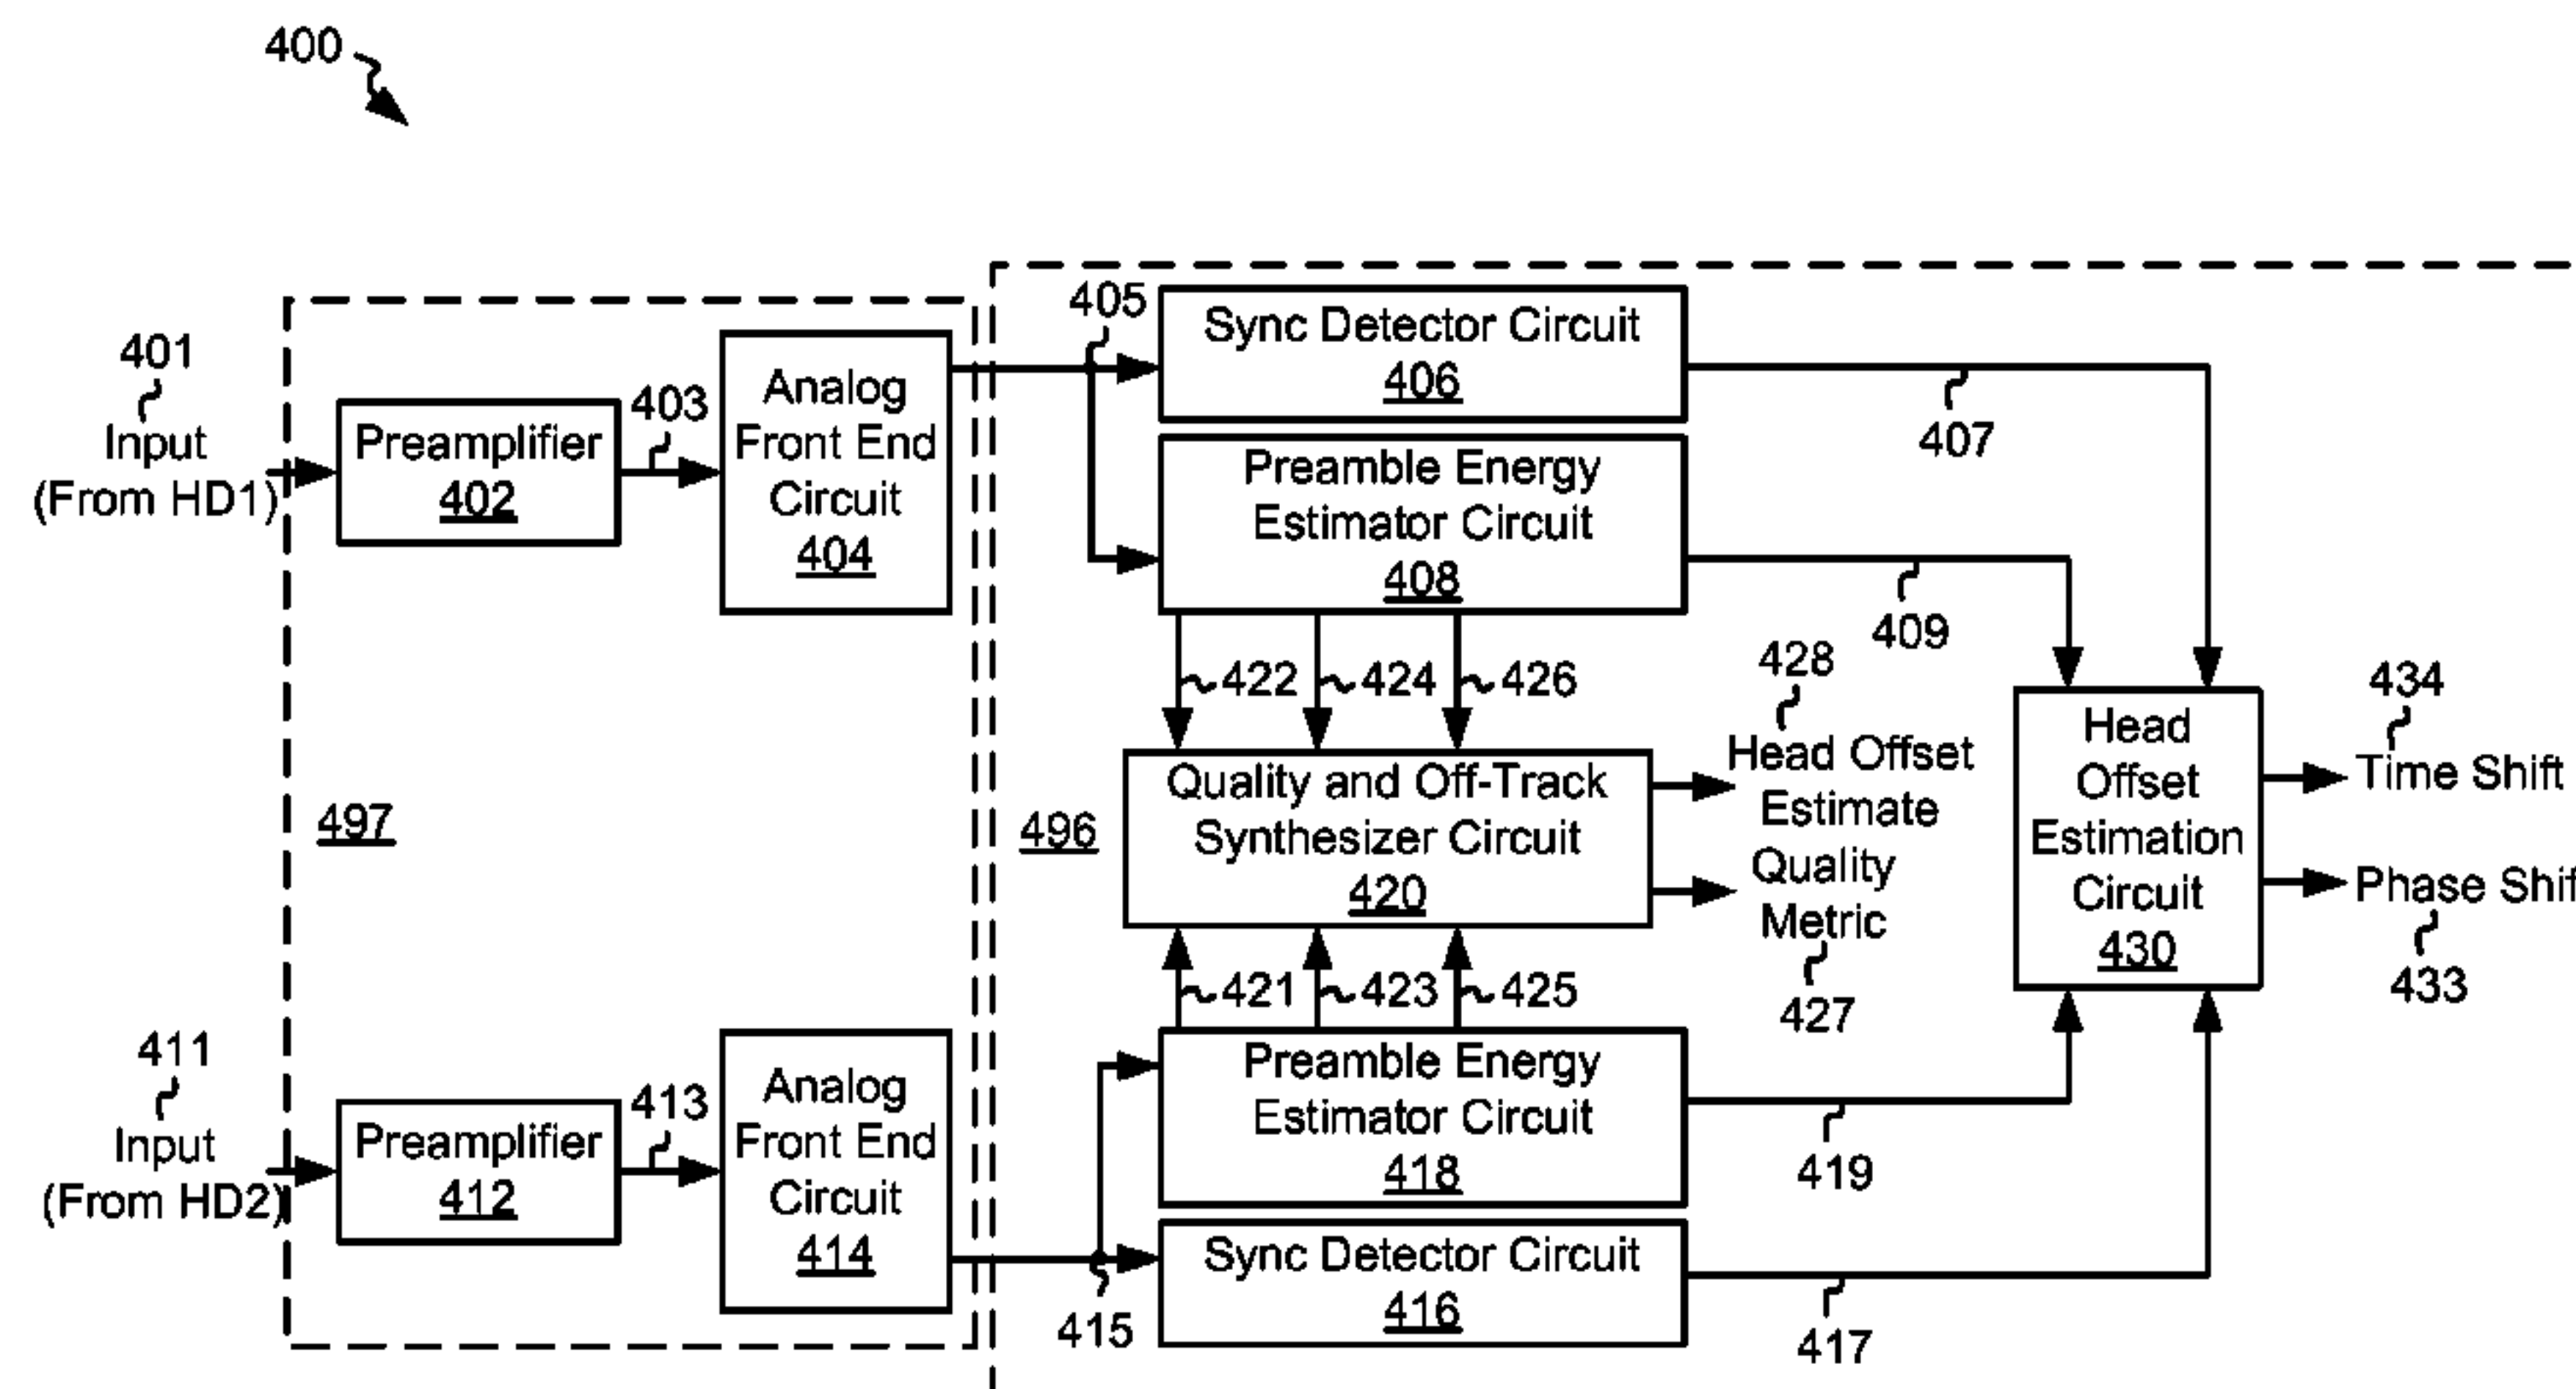 400
405
Sync Detector Circuit
406
401
Input
(From HD1)
Preamplifier
402
403
Analog
Front End
Circuit
404
407
Preamble Energy
Estimator Circuit
408
409
422
424
426
428
Head Offset
Estimate
Quality
Metric
427
434
Time Shift
Phase Shif
433
Head
Offset
Estimation
Circuit
430
497
496
Quality and Off-Track
Synthesizer Circuit
420
421
423
425
411
Input
(From HD2)
Preamplifier
412
413
Analog
Front End
Circuit
414
Preamble Energy
Estimator Circuit
418
419
Sync Detector Circuit
416
415
417